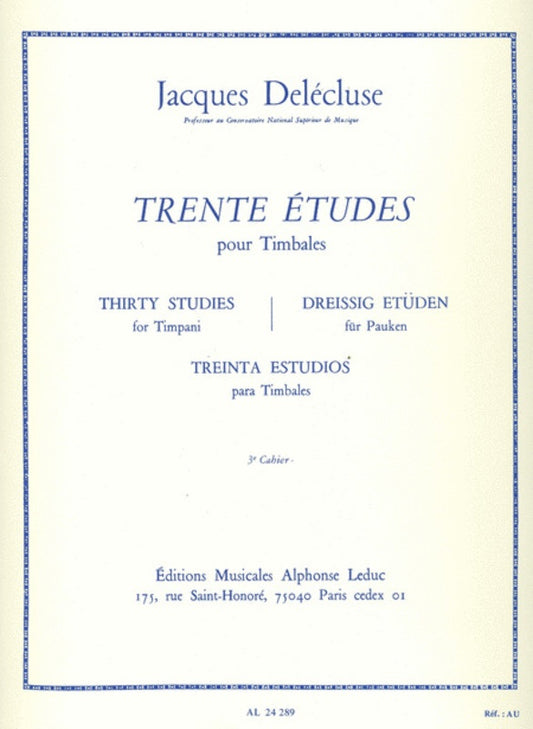 Jacques Delécluse
Professeur au Conservatoire National Supérieur de Musique
TRENTE ÉTUDES
pour Timbales
THIRTY STUDIES
for Timpani
DREISSIG ETÜDEN
für Pauken
TREINTA ESTUDIOS
para Timbales
3e Cahier -
Éditions Musicales Alphonse Leduc
175, rue Saint-Honoré, 75040 Paris cedex 01
AL 24 289
Réf. : AU